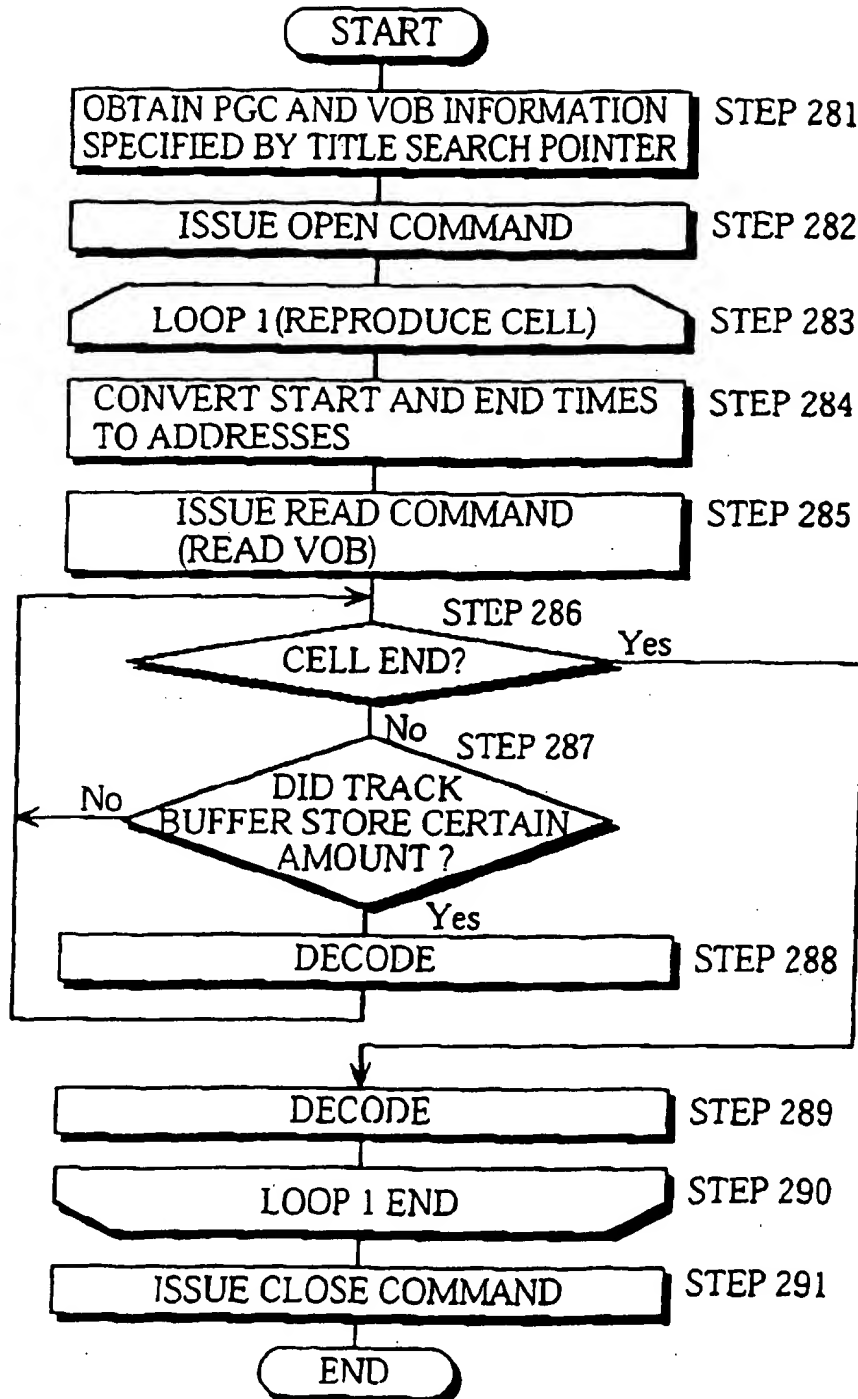 START
OBTAIN PGC AND VOB INFORMATION STEP 281
SPECIFIED BY TITLE SEARCH POINTER
ISSUE OPEN COMMAND STEP 282
LOOP 1 (REPRODUCE CELL) STEP 283
CONVERT START AND END TIMES STEP 284
TO ADDRESSES
ISSUE READ COMMAND STEP 285
(READ VOB)
STEP 286
CELL END? Yes
No
STEP 287
DID TRACK
No BUFFER STORE CERTAIN
AMOUNT ?
Yes
DECODE STEP 288
DECODE STEP 289
LOOP 1 END STEP 290
ISSUE CLOSE COMMAND STEP 291
END